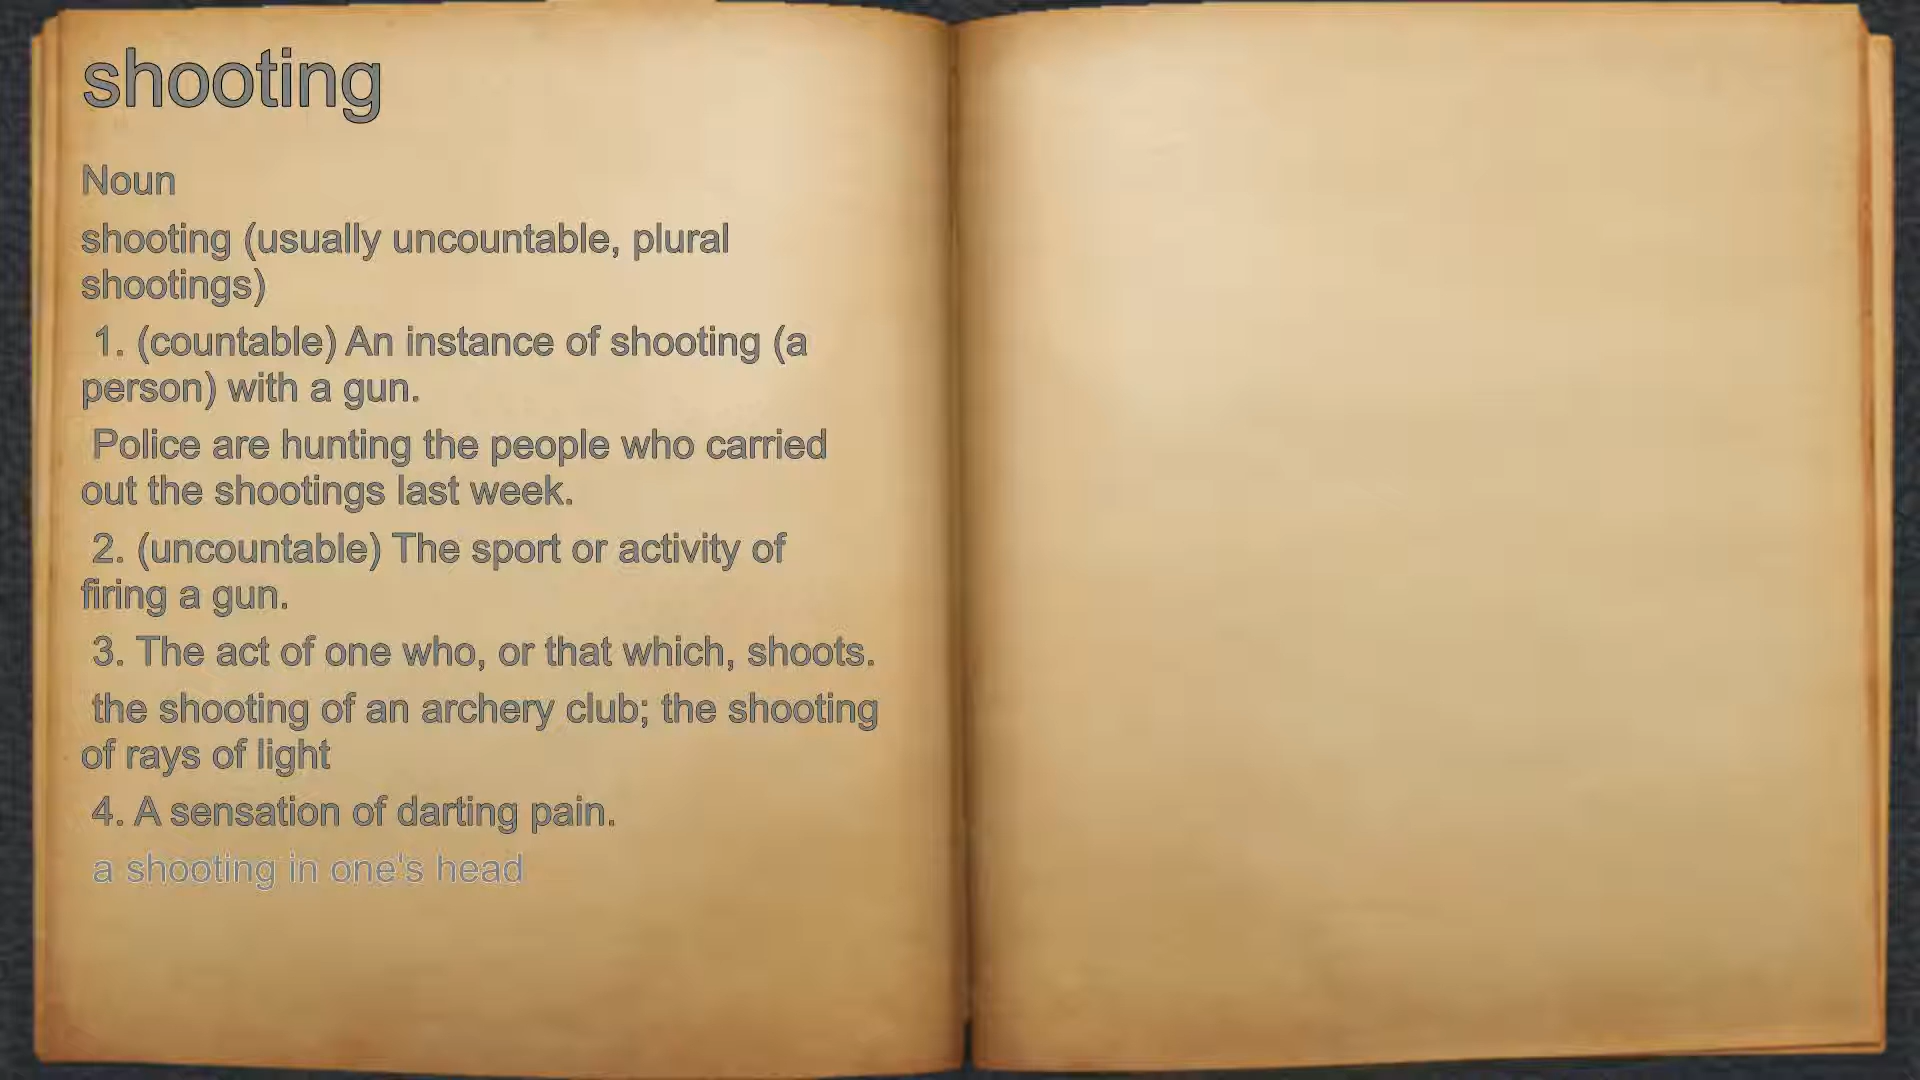 shooting
Noun
shooting (usually uncountable, plural
shootings)
1. (countable) An instance of shooting (a
person) with a gun.
Police are hunting the people who carried
out the shootings last week.
2. (uncountable) The sport or activity of
firing a gun.
3. The act of one who, or that which, shoots.
the shooting of an archery club; the shooting
of rays of light
4. A sensation of darting pain.
a shooting in one's head